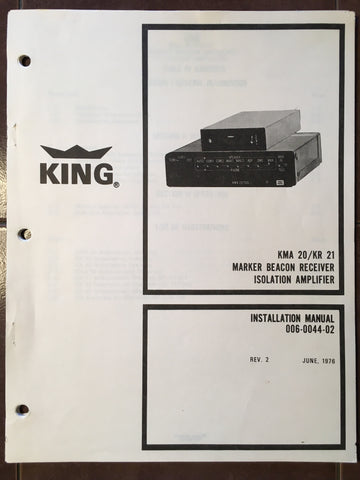 KING®
KMA 20/KR 21
MARKER BEACON RECEIVER
ISOLATION AMPLIFIER
INSTALLATION MANUAL
006-0044-02
REV. 2 JUNE, 1976